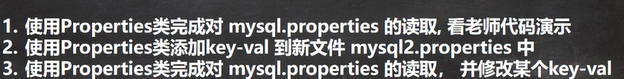 1. 使用Properties类完成对 mysql.properties 的读取, 看老师代码演示
2. 使用Properties类添加key-val 到新文件 mysql2.properties 中
3. 使用Properties类完成对 mysql.properties 的读取， 并修改某个key-val